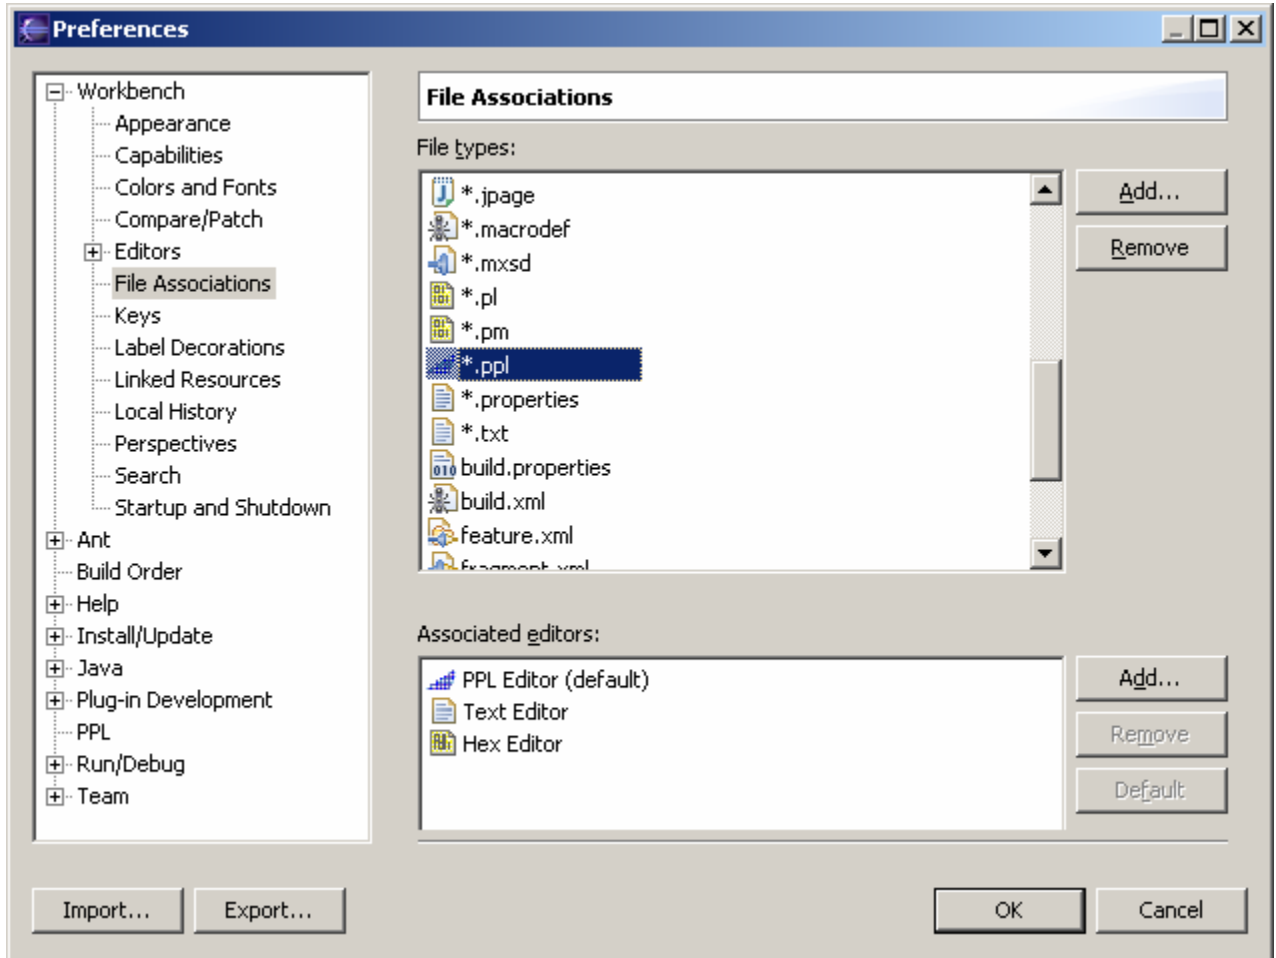 Preferences
Workbench
Appearance
Capabilities
Colors and Fonts
Compare/Patch
Editors
File Associations
Keys
Label Decorations
Linked Resources
Local History
Perspectives
Search
Startup and Shutdown
Ant
Build Order
Help
Install/Update
Java
Plug-in Development
PPL
Run/Debug
Team
File Associations
File types:
*.jpage
*.macrodef
*.mxsd
*.pl
*.pm
*.ppl
*.properties
*.txt
build.properties
build.xml
feature.xml
fragment.xml
Add...
Remove
Associated editors:
PPL Editor (default)
Text Editor
Hex Editor
Add...
Remove
Default
Import...
Export...
OK
Cancel